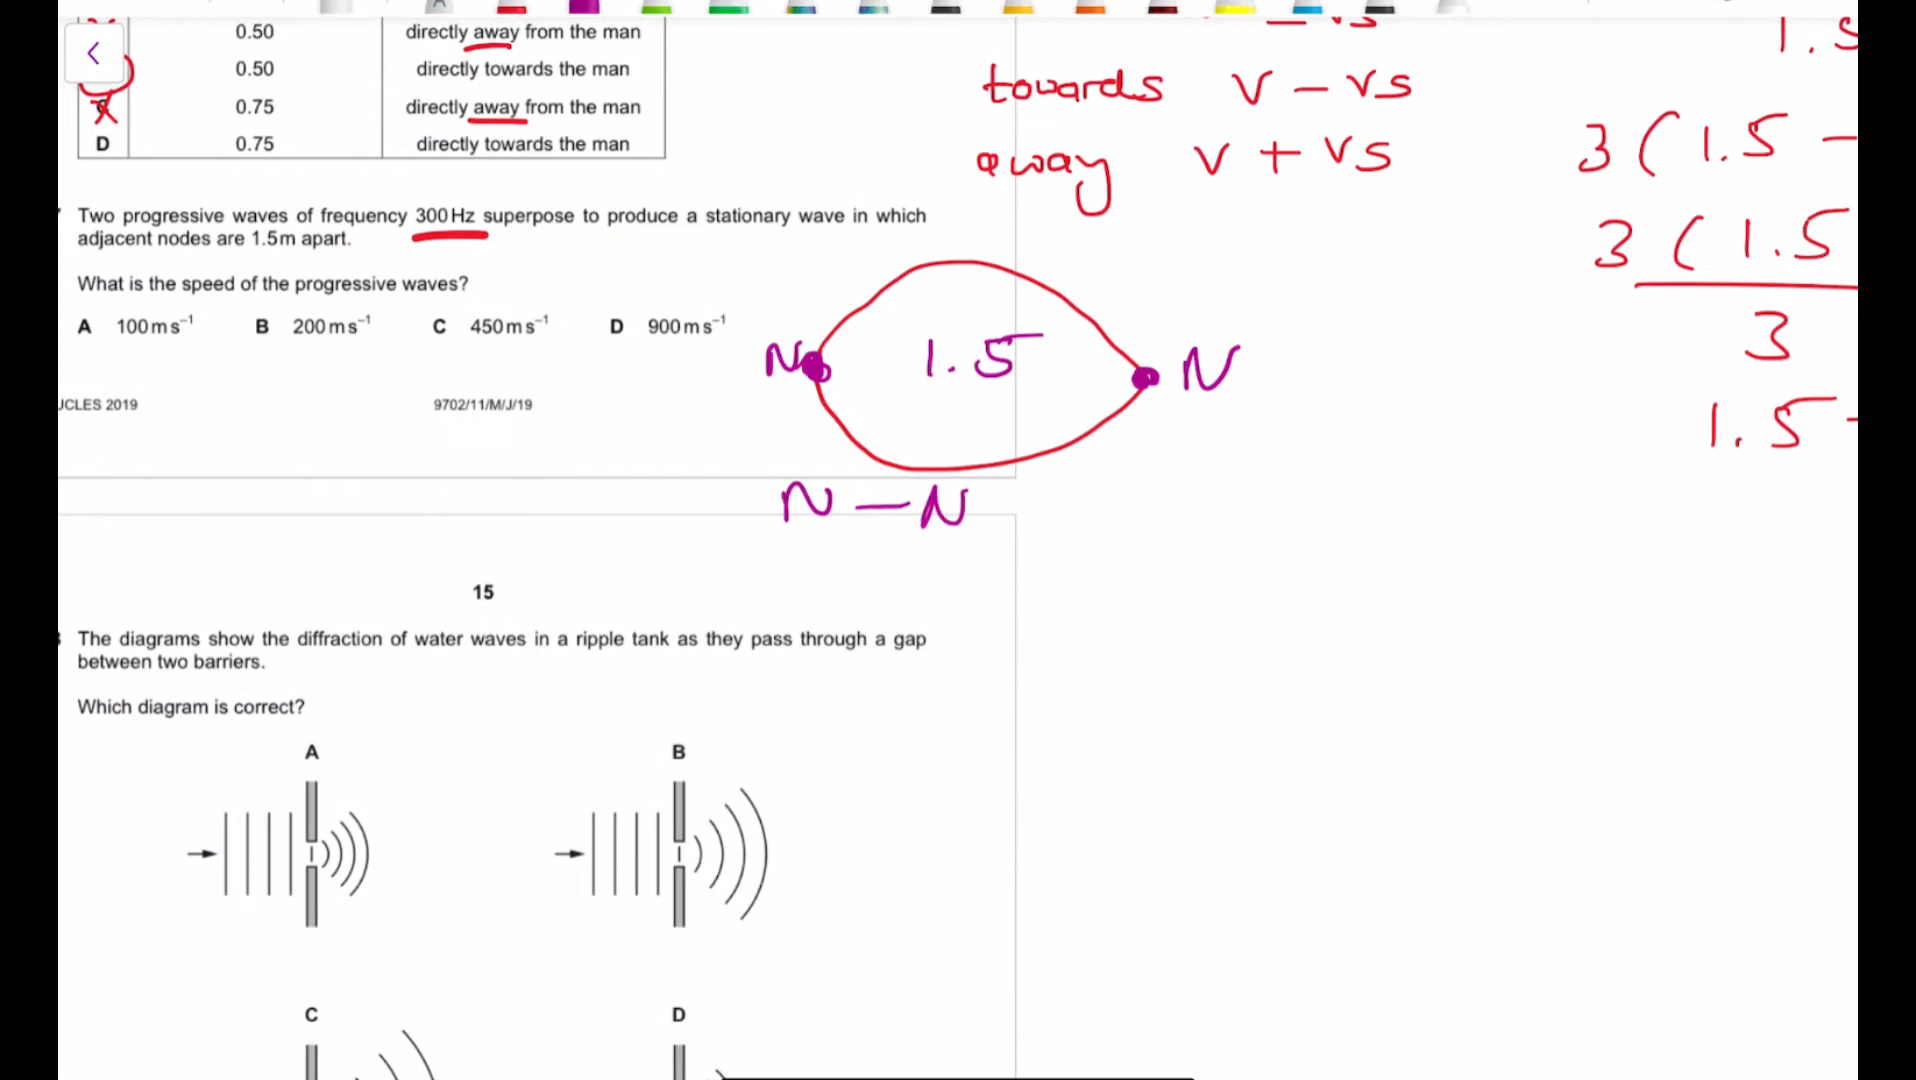 0.50 directly away from the man
0.50 directly towards the man
0.75 directly away from the man
D 0.75 directly towards the man
vs
towards v - vs
away v + vs
1.5
3 ( 1.5 -
3 ( 1.5
3
1.5 -
Two progressive waves of frequency 300 Hz superpose to produce a stationary wave in which
adjacent nodes are 1.5 m apart.
What is the speed of the progressive waves?
A 100 m s⁻¹ B 200 m s⁻¹ C 450 m s⁻¹ D 900 m s⁻¹
N 1.5 N
UCLES 2019 9702/11/M/J/19
N - N
15
The diagrams show the diffraction of water waves in a ripple tank as they pass through a gap
between two barriers.
Which diagram is correct?
A B
C D